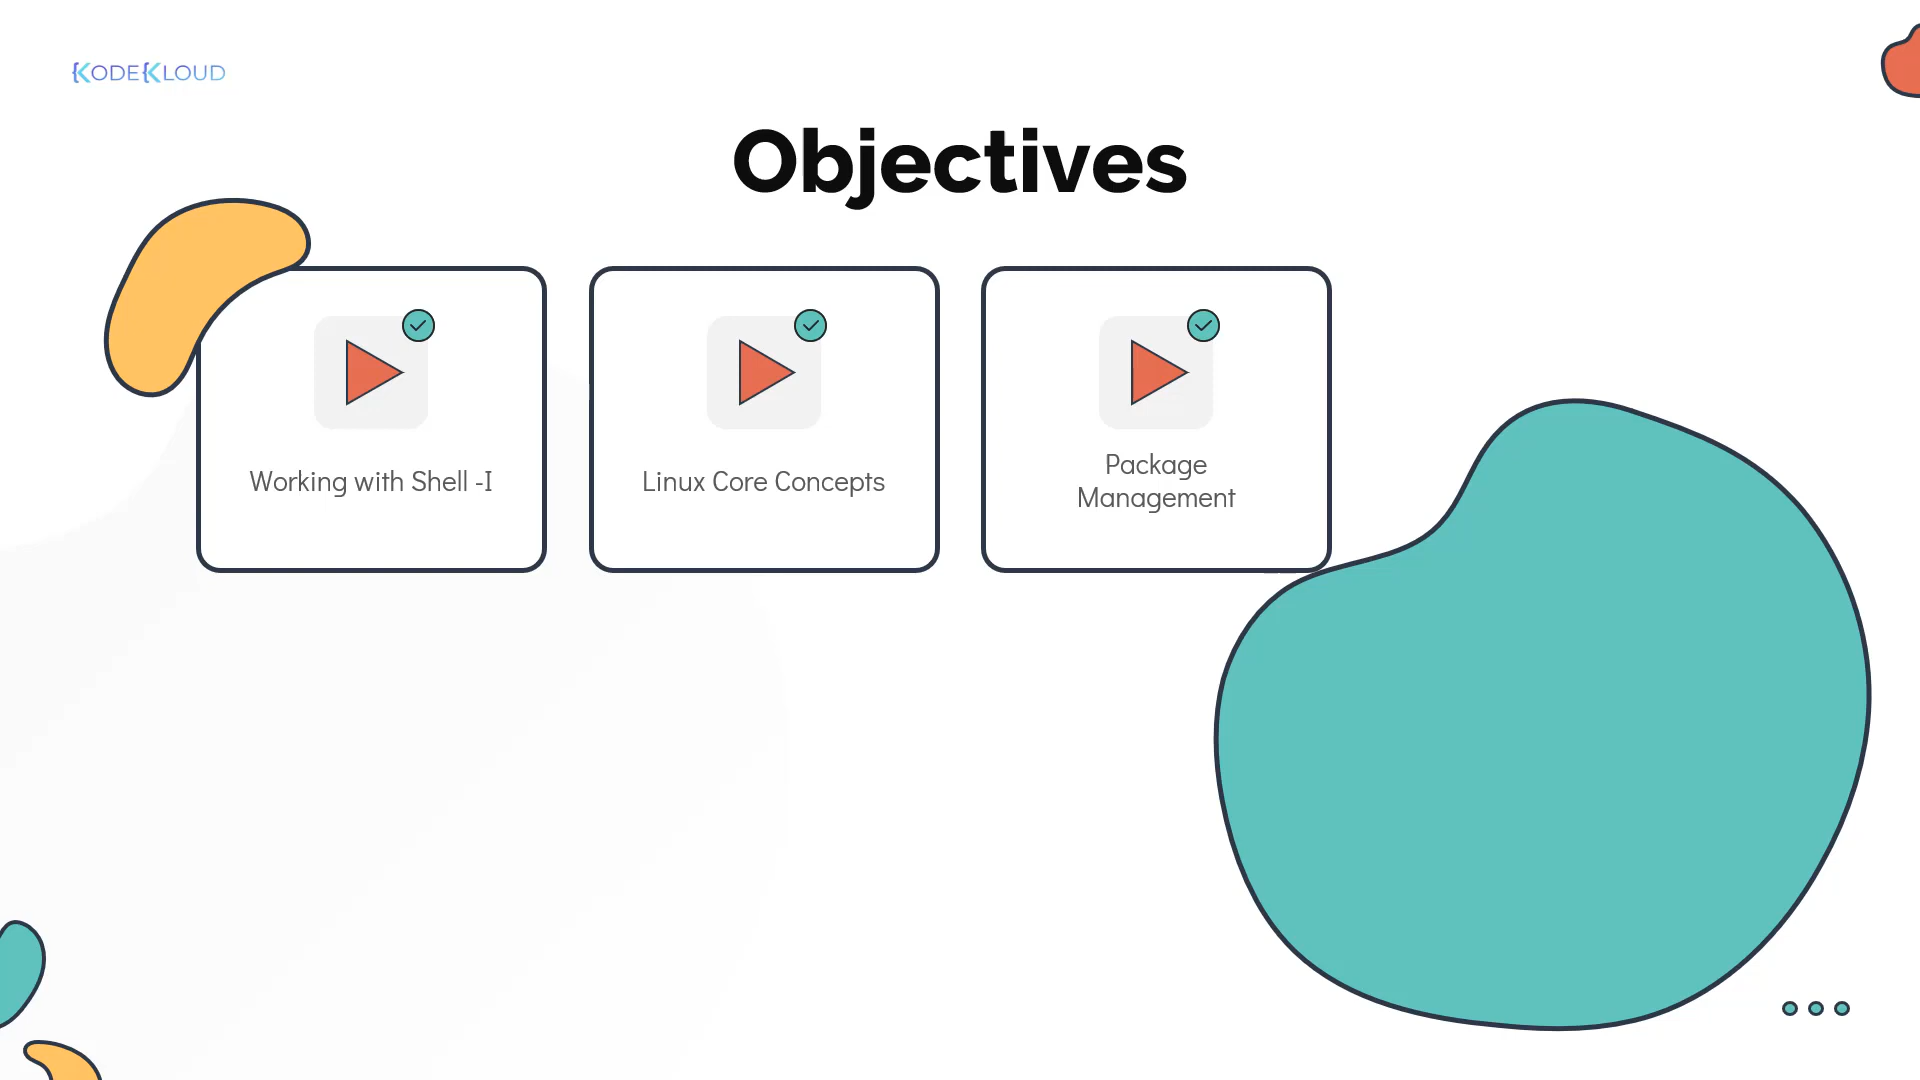 KODEKLOUD
Objectives
Working with Shell -I
Linux Core Concepts
Package
Management